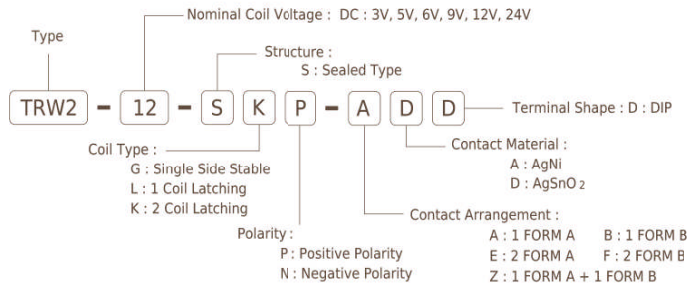 Nominal Coil Voltage : DC : 3V, 5V, 6V, 9V, 12V, 24V
Type
Structure :
S : Sealed Type
TRW2 - 12 - S K P - A D D
Terminal Shape : D : DIP
Coil Type :
G : Single Side Stable
L : 1 Coil Latching
K : 2 Coil Latching
Contact Material :
A : AgNi
D : AgSnO2
Polarity :
P : Positive Polarity
N : Negative Polarity
Contact Arrangement :
A : 1 FORM A B : 1 FORM B
E : 2 FORM A F : 2 FORM B
Z : 1 FORM A + 1 FORM B